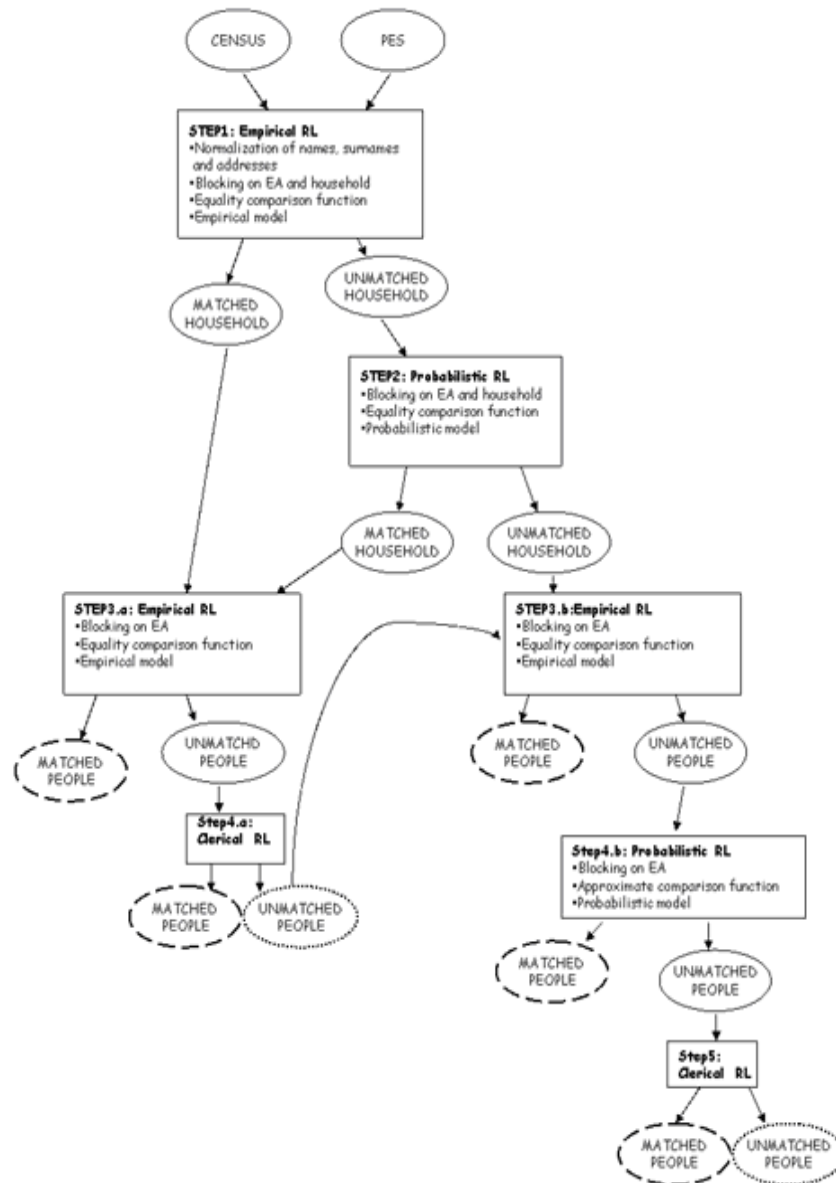 CENSUS
PES
STEP1: Empirical RL
•Normalization of names, surnames
and addresses
•Blocking on EA and household
•Equality comparison function
•Empirical model
MATCHED
HOUSEHOLD
UNMATCHED
HOUSEHOLD
STEP2: Probabilistic RL
•Blocking on EA and household
•Equality comparison function
•Probabilistic model
MATCHED
HOUSEHOLD
UNMATCHED
HOUSEHOLD
STEP3.a: Empirical RL
•Blocking on EA
•Equality comparison function
•Empirical model
STEP3.b:Empirical RL
•Blocking on EA
•Equality comparison function
•Empirical model
MATCHED
PEOPLE
UNMATCHD
PEOPLE
MATCHED
PEOPLE
UNMATCHED
PEOPLE
Step4.a:
Clerical RL
MATCHED
PEOPLE
UNMATCHED
PEOPLE
Step4.b: Probabilistic RL
•Blocking on EA
•Approximate comparison function
•Probabilistic model
MATCHED
PEOPLE
UNMATCHED
PEOPLE
Step5:
Clerical RL
MATCHED
PEOPLE
UNMATCHED
PEOPLE